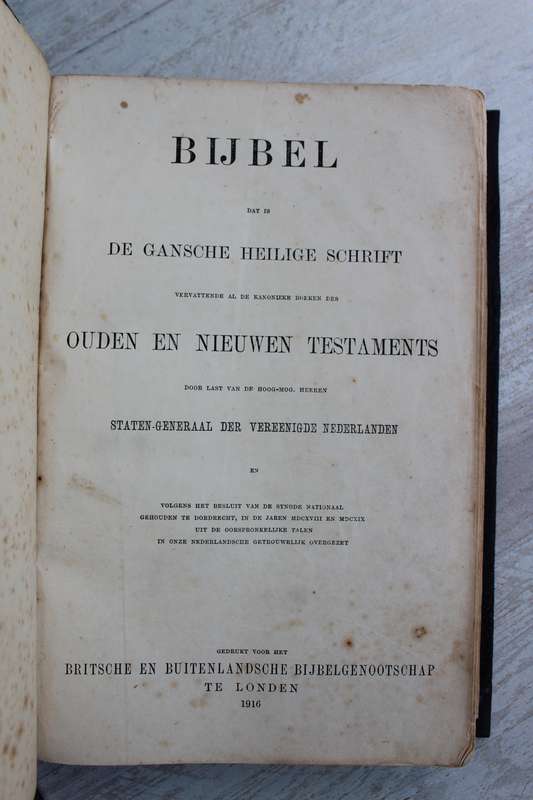 BIJBEL
DAT IS
DE GANSCHE HEILIGE SCHRIFT
VERVATTENDE AL DE KANONIJKE BOEKEN DES
OUDEN EN NIEUWEN TESTAMENTS
DOOR LAST VAN DE HOOG-MOG. HEEREN
STATEN-GENERAAL DER VEREENIGDE NEDERLANDEN
EN
VOLGENS HET BESLUIT VAN DE SYNODE NATIONAAL
GEHOUDEN TE DORDRECHT, IN DE JAREN MDCXVIII EN MDCXIX
UIT DE OORSPRONKELIJKE TALEN
IN ONZE NEDERLANDSCHE GETROUWELIJK OVERGEZET
GEDRUKT VOOR HET
BRITSCHE EN BUITENLANDSCHE BIJBELGENOOTSCHAP
TE LONDEN
1916